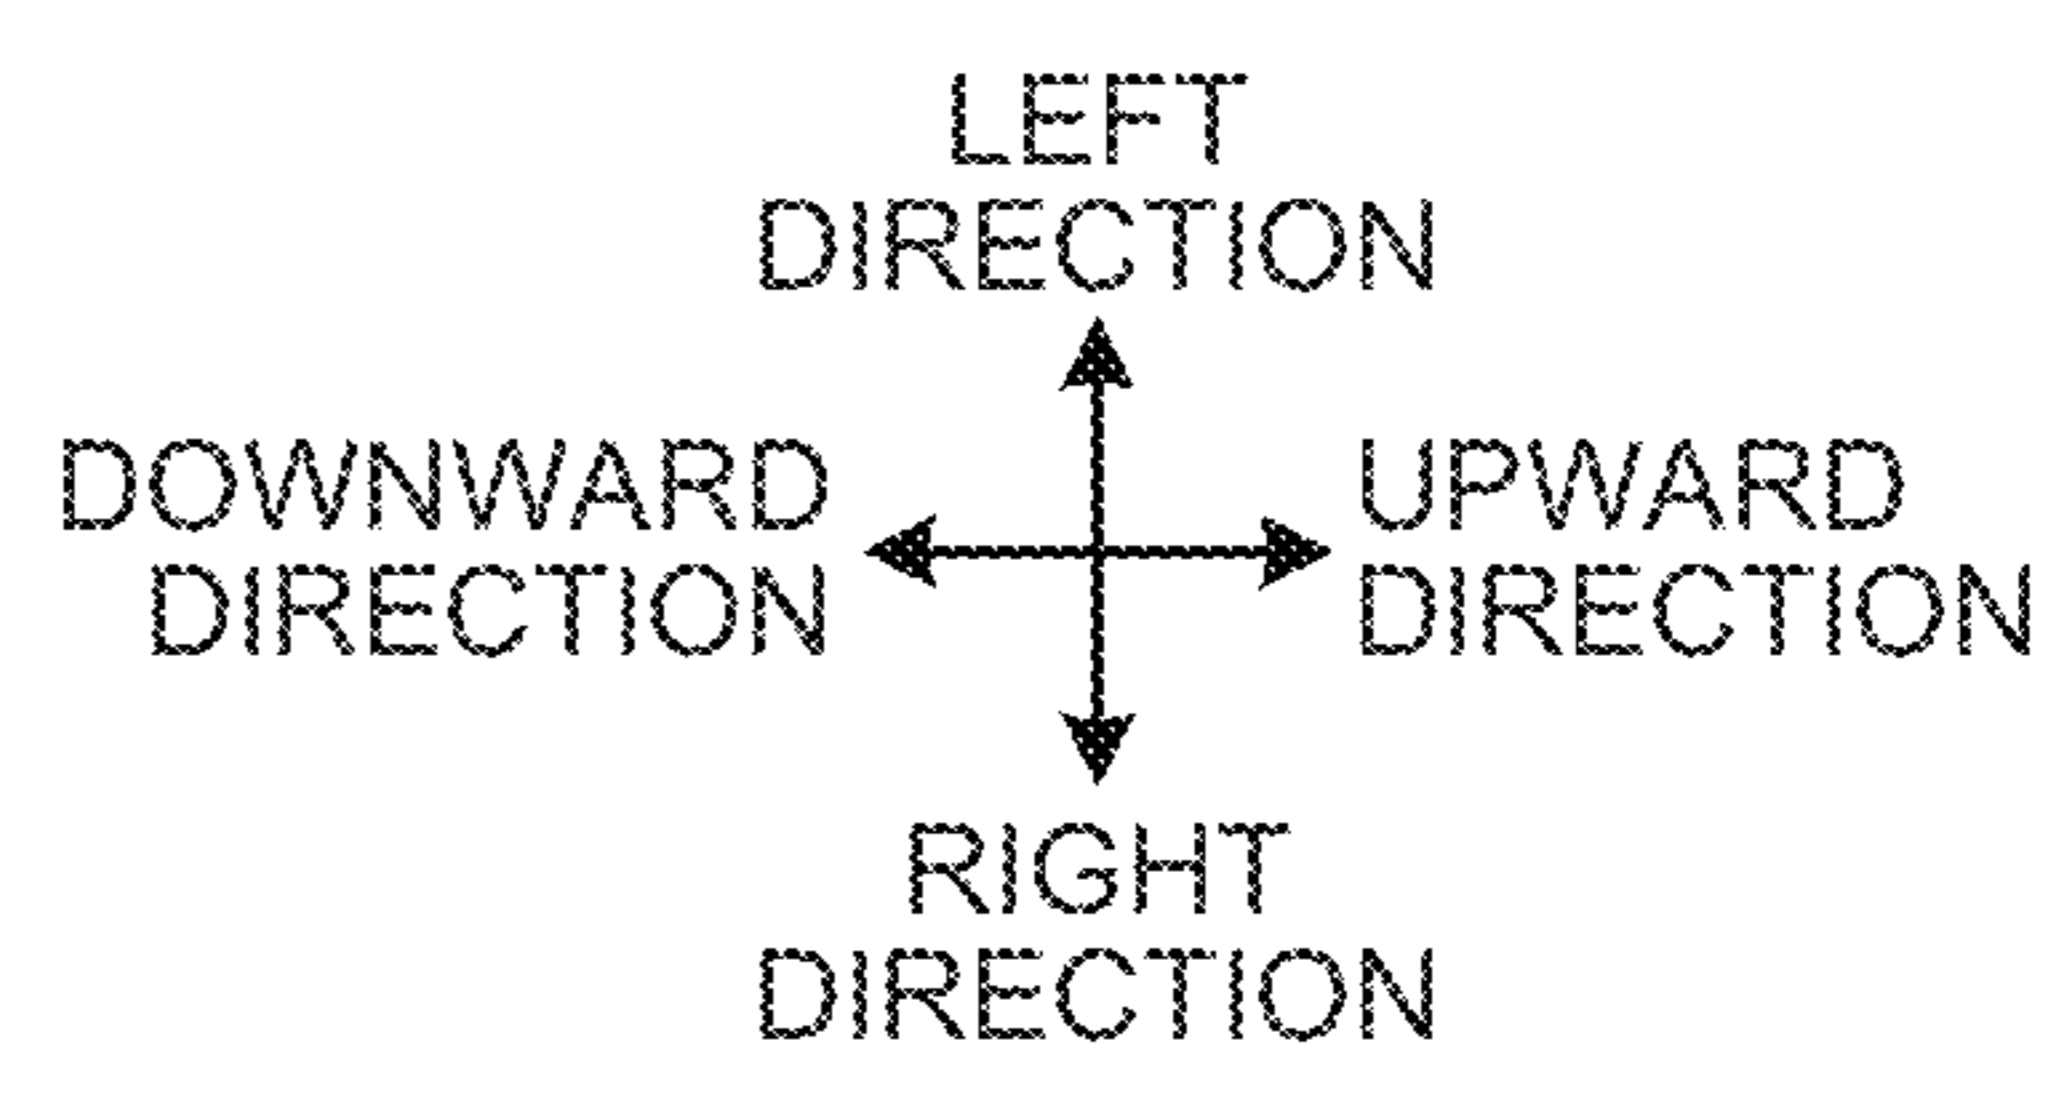 LEFT
DIRECTION
DOWNWARD
DIRECTION
UPWARD
DIRECTION
RIGHT
DIRECTION